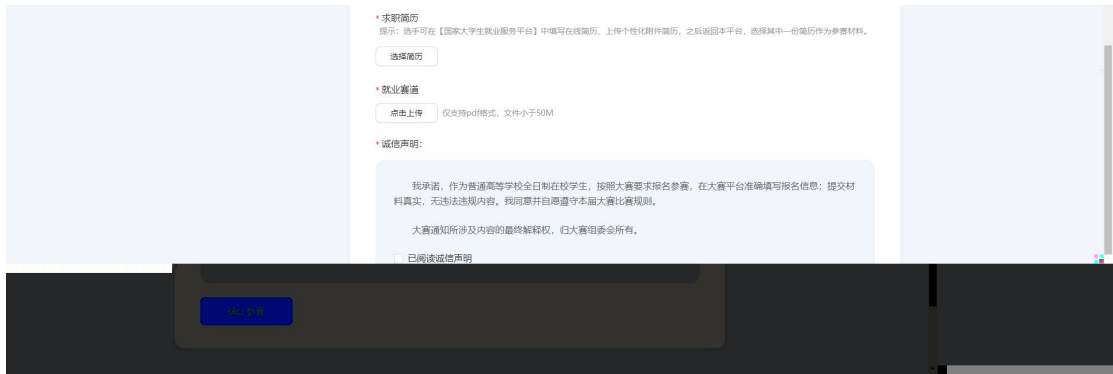 * 求职简历
提示：选手可在【国家大学生就业服务平台】中填写在线简历、上传个性化附件简历，之后返回本平台，选择其中一份简历作为参赛材料。
选择简历
* 就业赛道
点击上传 仅支持pdf格式，文件小于50M
* 诚信声明：
我承诺，作为普通高等学校全日制在校学生，按照大赛要求报名参赛，在大赛平台准确填写报名信息；提交材
料真实，无违法违规内容。我同意并自愿遵守本届大赛比赛规则。
大赛通知所涉及内容的最终解释权，归大赛组委会所有。
已阅读诚信声明
确认参赛